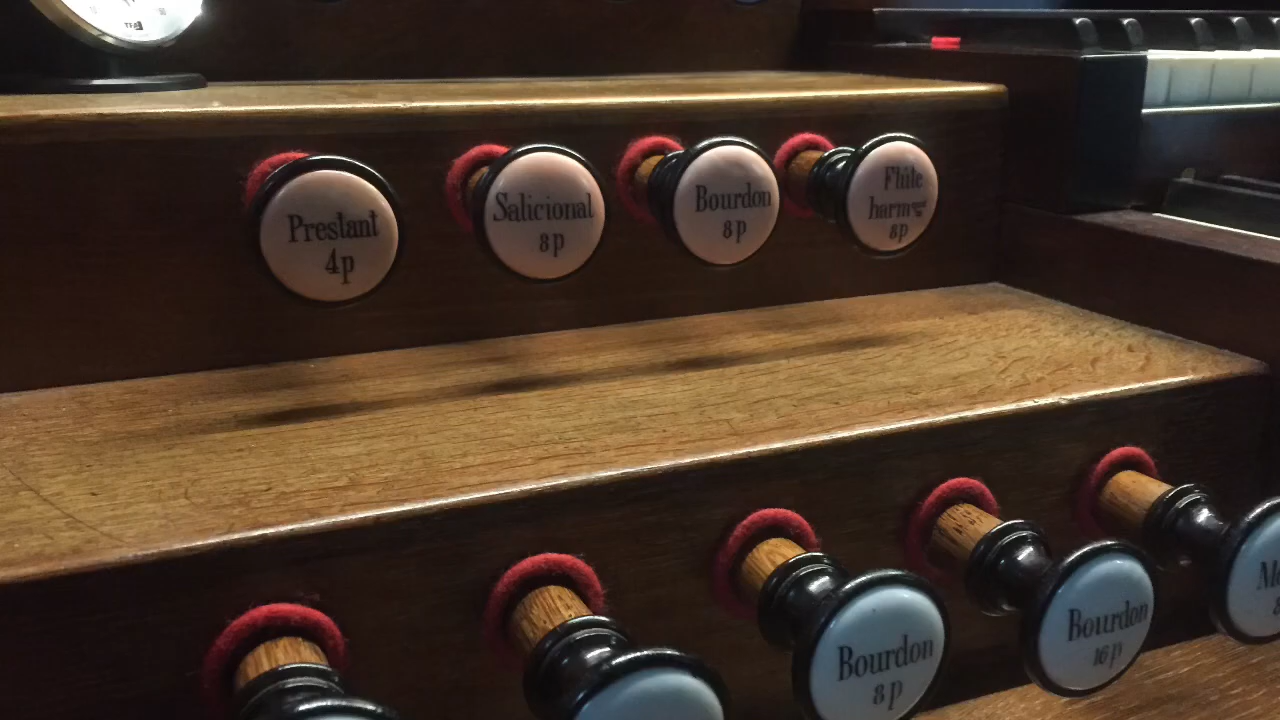 Prestant
4p
Salicional
8p
Bourdon
8p
Flûte
harm
8p
Bourdon
8p
Bourdon
16p